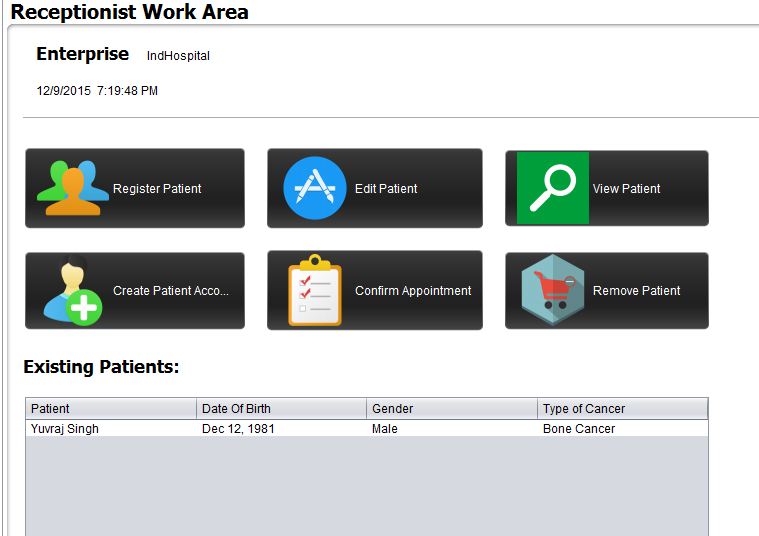 Receptionist Work Area
Enterprise IndHospital
12/9/2015 7:19:48 PM
Register Patient Edit Patient View Patient
Create Patient Acco... Confirm Appointment Remove Patient
Existing Patients:
Patient Date Of Birth Gender Type of Cancer
Yuvraj Singh Dec 12, 1981 Male Bone Cancer